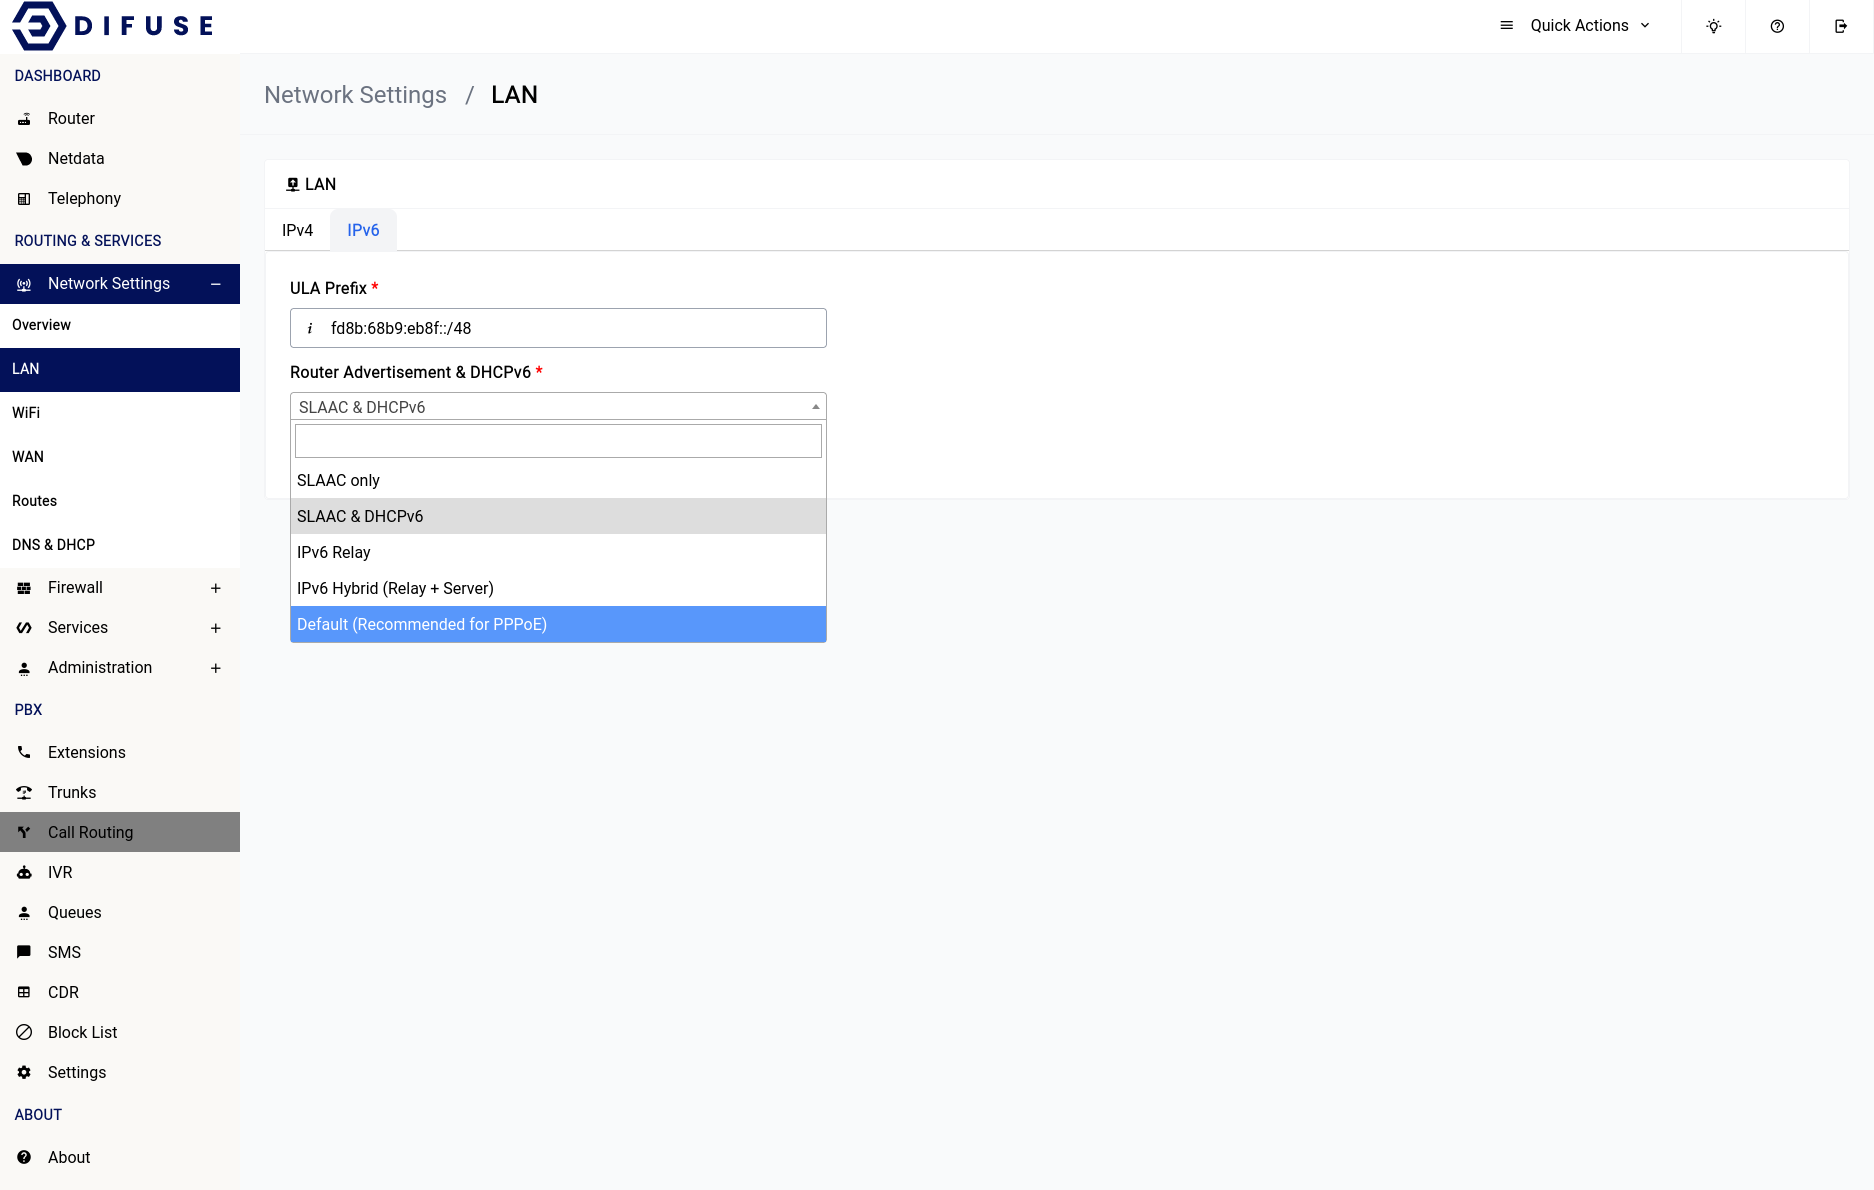 DIFUSE
Quick Actions
DASHBOARD
Router
Netdata
Telephony
ROUTING & SERVICES
Network Settings
Overview
LAN
WiFi
WAN
Routes
DNS & DHCP
Firewall
Services
Administration
PBX
Extensions
Trunks
Call Routing
IVR
Queues
SMS
CDR
Block List
Settings
ABOUT
About
Network Settings / LAN
LAN
IPv4 IPv6
ULA Prefix *
i fd8b:68b9:eb8f::/48
Router Advertisement & DHCPv6 *
SLAAC & DHCPv6
SLAAC only
SLAAC & DHCPv6
IPv6 Relay
IPv6 Hybrid (Relay + Server)
Default (Recommended for PPPoE)